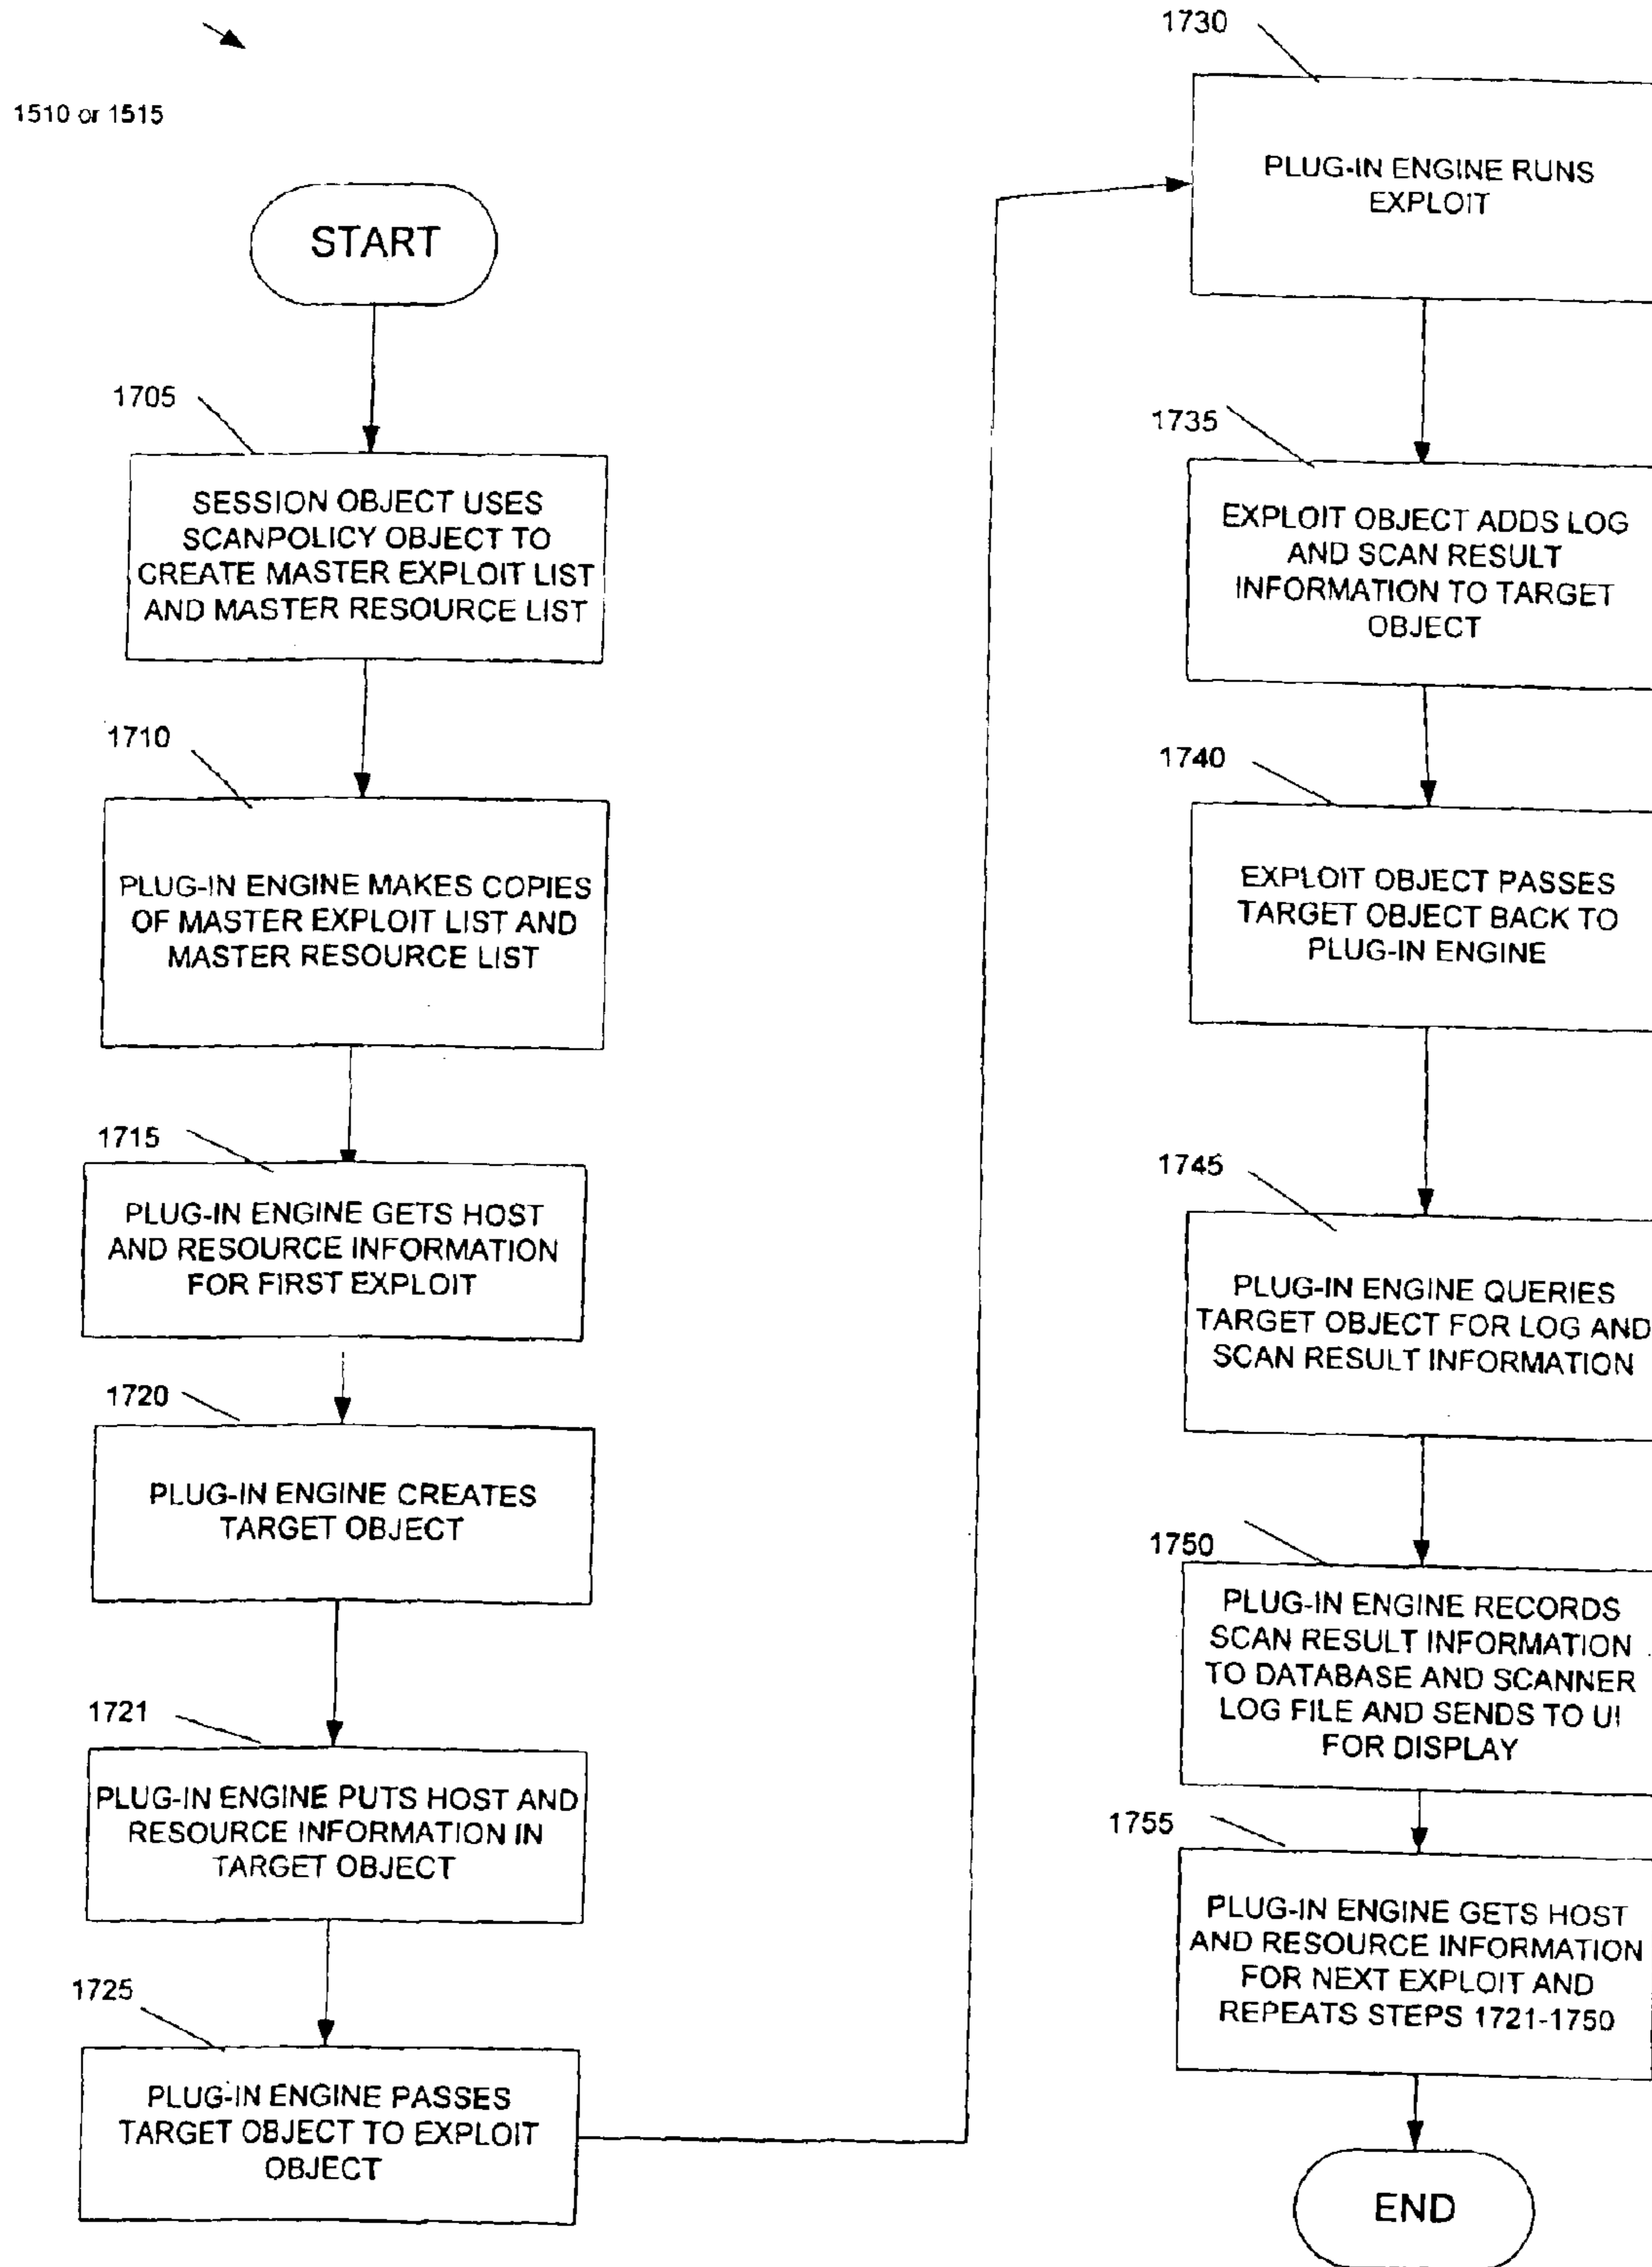 1510 or 1515
START
1705
SESSION OBJECT USES
SCANPOLICY OBJECT TO
CREATE MASTER EXPLOIT LIST
AND MASTER RESOURCE LIST
1710
PLUG-IN ENGINE MAKES COPIES
OF MASTER EXPLOIT LIST AND
MASTER RESOURCE LIST
1715
PLUG-IN ENGINE GETS HOST
AND RESOURCE INFORMATION
FOR FIRST EXPLOIT
1720
PLUG-IN ENGINE CREATES
TARGET OBJECT
1721
PLUG-IN ENGINE PUTS HOST AND
RESOURCE INFORMATION IN
TARGET OBJECT
1725
PLUG-IN ENGINE PASSES
TARGET OBJECT TO EXPLOIT
OBJECT
1730
PLUG-IN ENGINE RUNS
EXPLOIT
1735
EXPLOIT OBJECT ADDS LOG
AND SCAN RESULT
INFORMATION TO TARGET
OBJECT
1740
EXPLOIT OBJECT PASSES
TARGET OBJECT BACK TO
PLUG-IN ENGINE
1745
PLUG-IN ENGINE QUERIES
TARGET OBJECT FOR LOG AND
SCAN RESULT INFORMATION
1750
PLUG-IN ENGINE RECORDS
SCAN RESULT INFORMATION
TO DATABASE AND SCANNER
LOG FILE AND SENDS TO UI
FOR DISPLAY
1755
PLUG-IN ENGINE GETS HOST
AND RESOURCE INFORMATION
FOR NEXT EXPLOIT AND
REPEATS STEPS 1721-1750
END